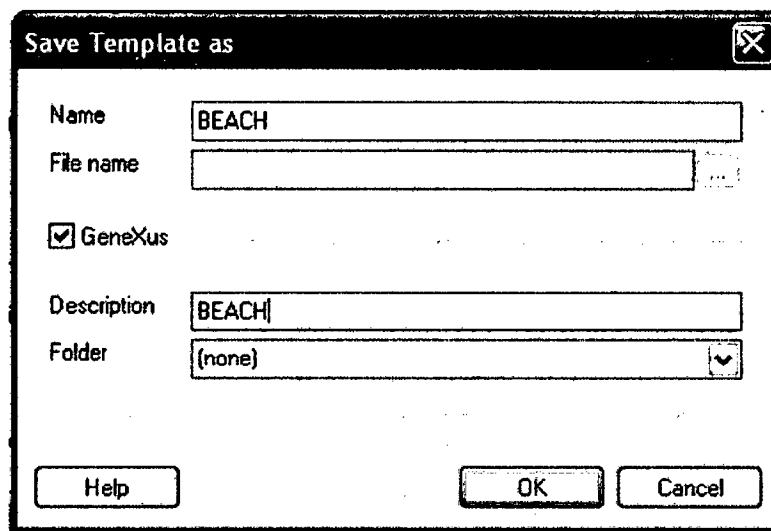 Save Template as
Name BEACH
File name ...
GeneXus
Description BEACH
Folder (none)
Help OK Cancel